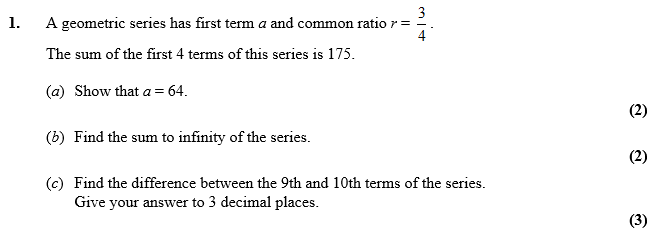 1. A geometric series has first term a and common ratio r = 3/4.
The sum of the first 4 terms of this series is 175.
(a) Show that a = 64.
(2)
(b) Find the sum to infinity of the series.
(2)
(c) Find the difference between the 9th and 10th terms of the series.
Give your answer to 3 decimal places.
(3)